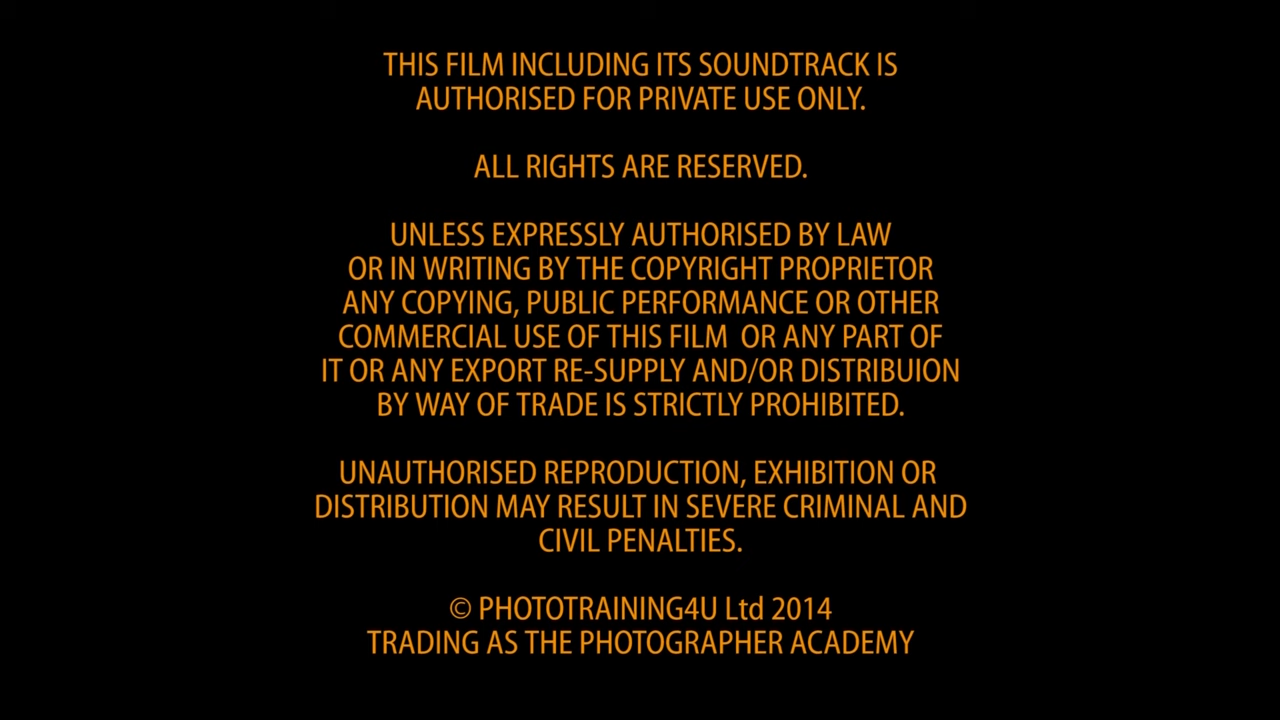 THIS FILM INCLUDING ITS SOUNDTRACK IS
AUTHORISED FOR PRIVATE USE ONLY.
ALL RIGHTS ARE RESERVED.
UNLESS EXPRESSLY AUTHORISED BY LAW
OR IN WRITING BY THE COPYRIGHT PROPRIETOR
ANY COPYING, PUBLIC PERFORMANCE OR OTHER
COMMERCIAL USE OF THIS FILM  OR ANY PART OF
IT OR ANY EXPORT RE-SUPPLY AND/OR DISTRIBUION
BY WAY OF TRADE IS STRICTLY PROHIBITED.
UNAUTHORISED REPRODUCTION, EXHIBITION OR
DISTRIBUTION MAY RESULT IN SEVERE CRIMINAL AND
CIVIL PENALTIES.
© PHOTOTRAINING4U Ltd 2014
TRADING AS THE PHOTOGRAPHER ACADEMY